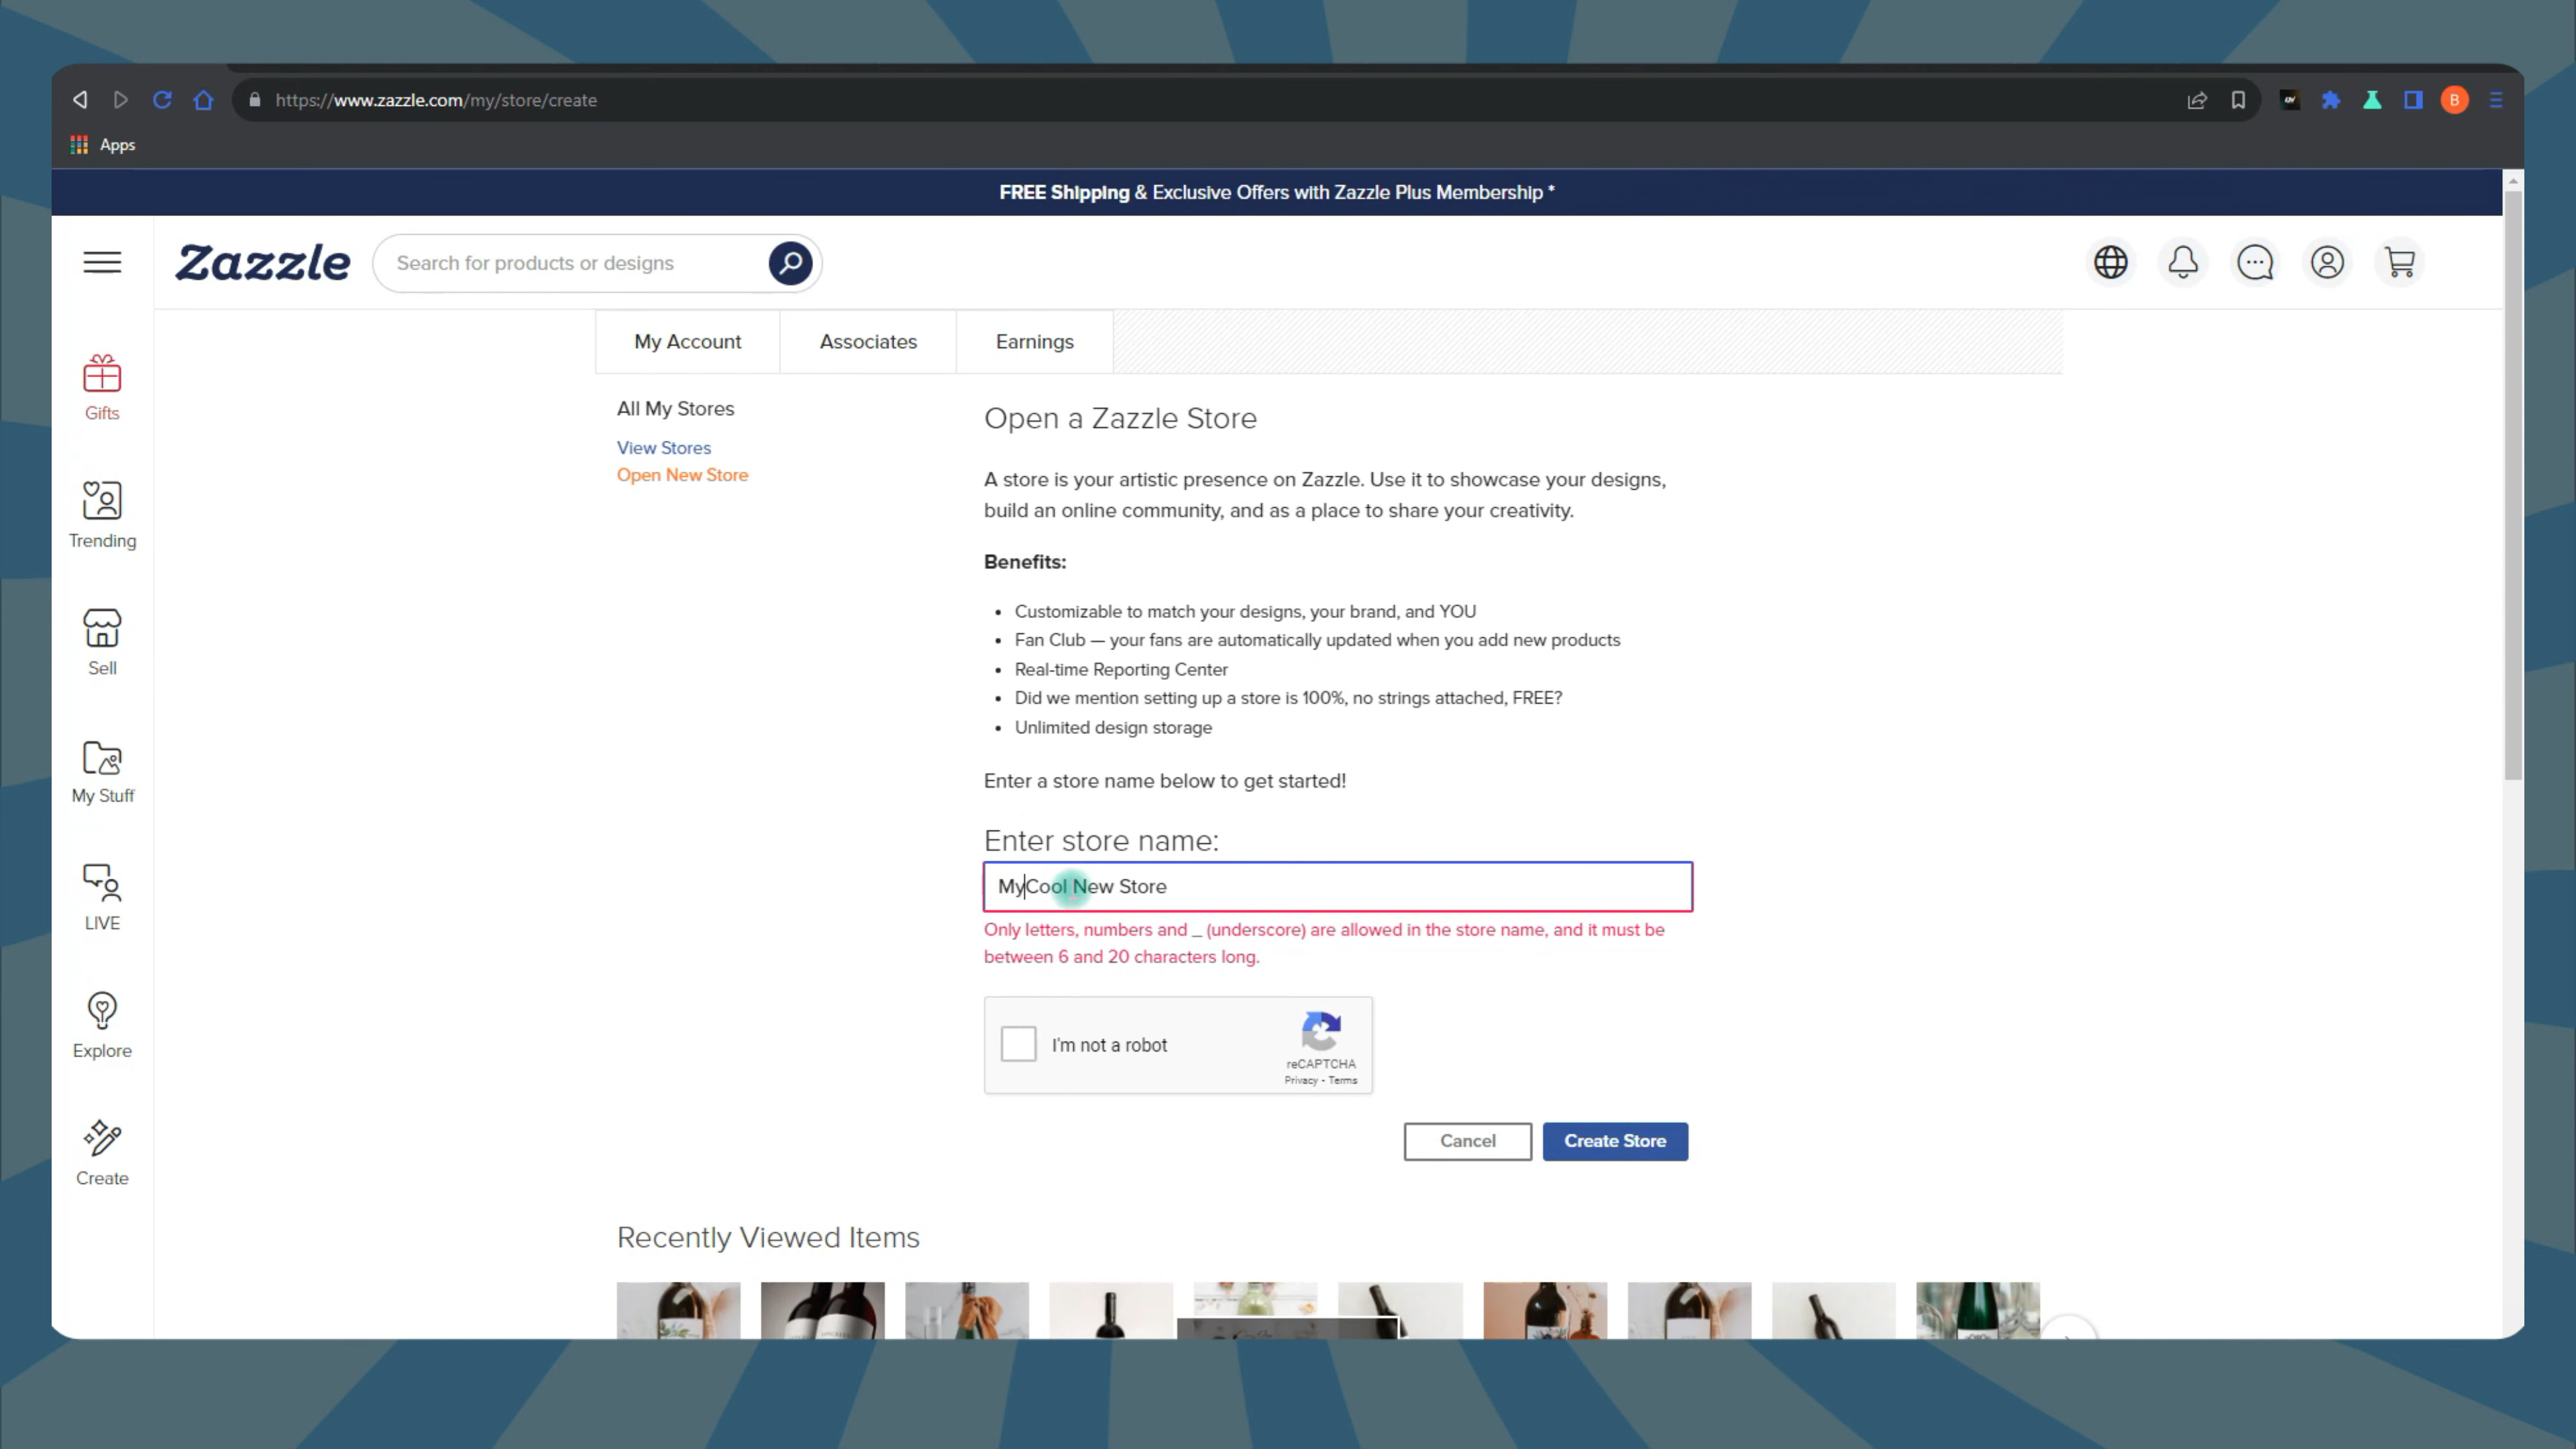 https://www.zazzle.com/my/store/create
B
Apps
FREE Shipping & Exclusive Offers with Zazzle Plus Membership *
Zazzle
Search for products or designs
Gifts
Trending
Sell
My Stuff
LIVE
Explore
Create
My Account
Associates
Earnings
All My Stores
View Stores
Open New Store
Open a Zazzle Store
A store is your artistic presence on Zazzle. Use it to showcase your designs,
build an online community, and as a place to share your creativity.
Benefits:
• Customizable to match your designs, your brand, and YOU
• Fan Club — your fans are automatically updated when you add new products
• Real-time Reporting Center
• Did we mention setting up a store is 100%, no strings attached, FREE?
• Unlimited design storage
Enter a store name below to get started!
Enter store name:
MyCool New Store
Only letters, numbers and _ (underscore) are allowed in the store name, and it must be
between 6 and 20 characters long.
I'm not a robot
reCAPTCHA
Privacy - Terms
Cancel
Create Store
Recently Viewed Items